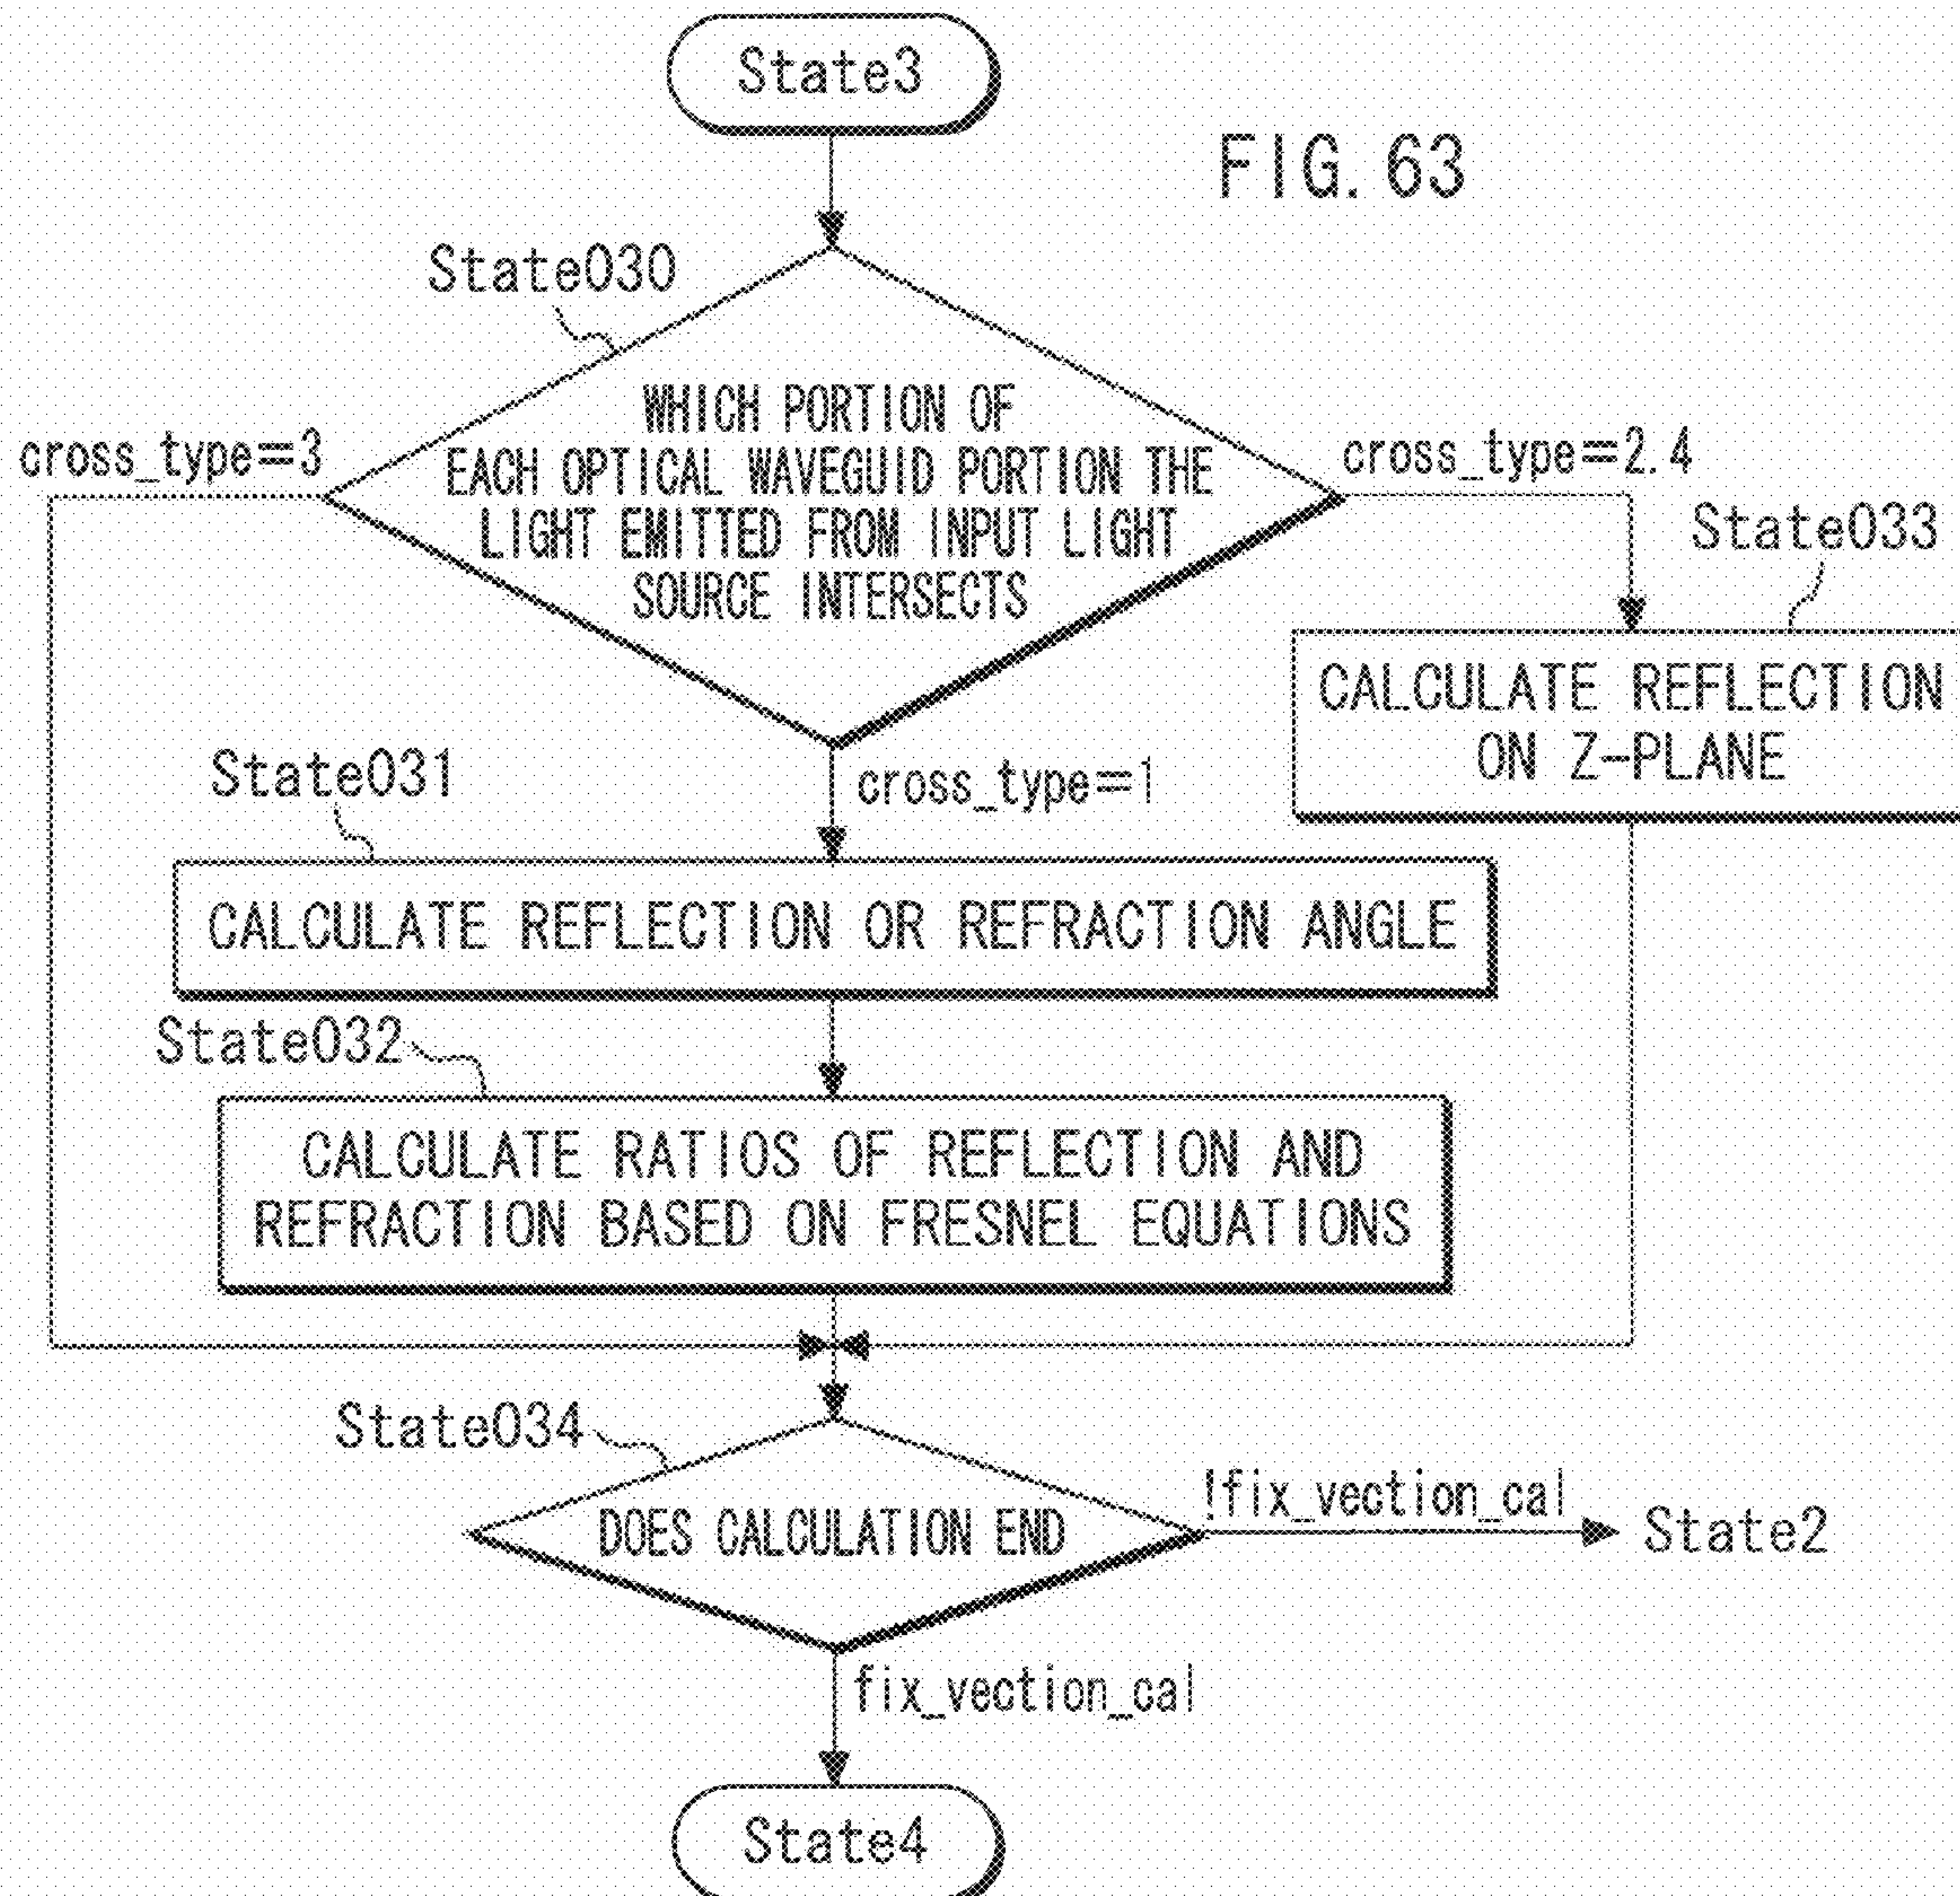 State3
FIG. 63
State030
WHICH PORTION OF
EACH OPTICAL WAVEGUID PORTION THE
LIGHT EMITTED FROM INPUT LIGHT
SOURCE INTERSECTS
cross_type=3
cross_type=2.4
State033
CALCULATE REFLECTION
ON Z-PLANE
cross_type=1
State031
CALCULATE REFLECTION OR REFRACTION ANGLE
State032
CALCULATE RATIOS OF REFLECTION AND
REFRACTION BASED ON FRESNEL EQUATIONS
State034
DOES CALCULATION END
!fix_vection_cal
State2
fix_vection_cal
State4